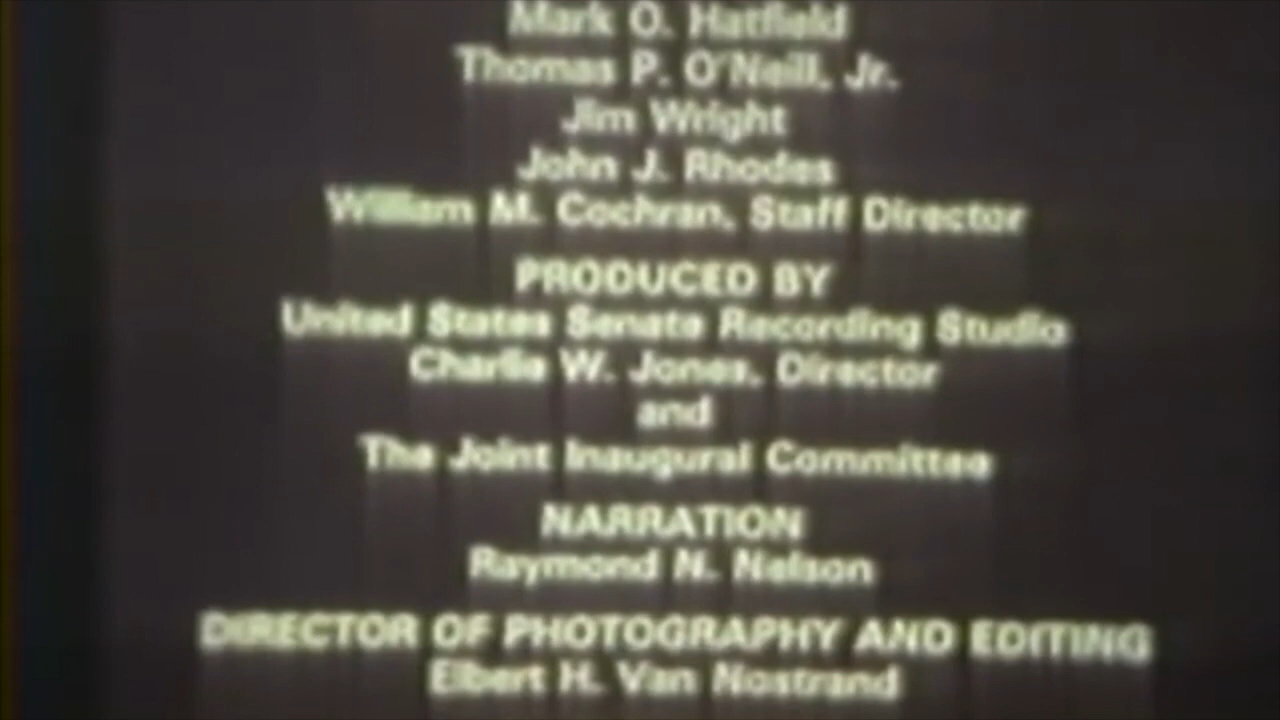 Mark O. Hatfield
Thomas P. O'Neill, Jr.
Jim Wright
John J. Rhodes
William M. Cochran, Staff Director
PRODUCED BY
United States Senate Recording Studio
Charlie W. Jones, Director
and
The Joint Inaugural Committee
NARRATION
Raymond N. Nelson
DIRECTOR OF PHOTOGRAPHY AND EDITING
Elbert H. Van Nostrand